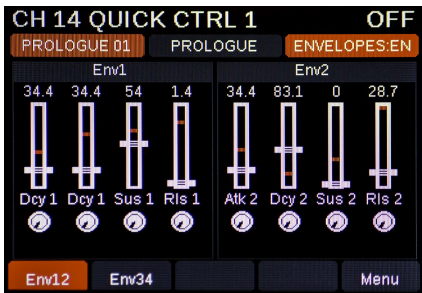 CH 14 QUICK CTRL 1 OFF
PROLOGUE 01 PROLOGUE ENVELOPES:EN
Env1 Env2
34.4 34.4 54 1.4 34.4 83.1 0 28.7
Dcy 1 Dcy 1 Sus 1 Rls 1 Atk 2 Dcy 2 Sus 2 Rls 2
Env12 Env34 Menu